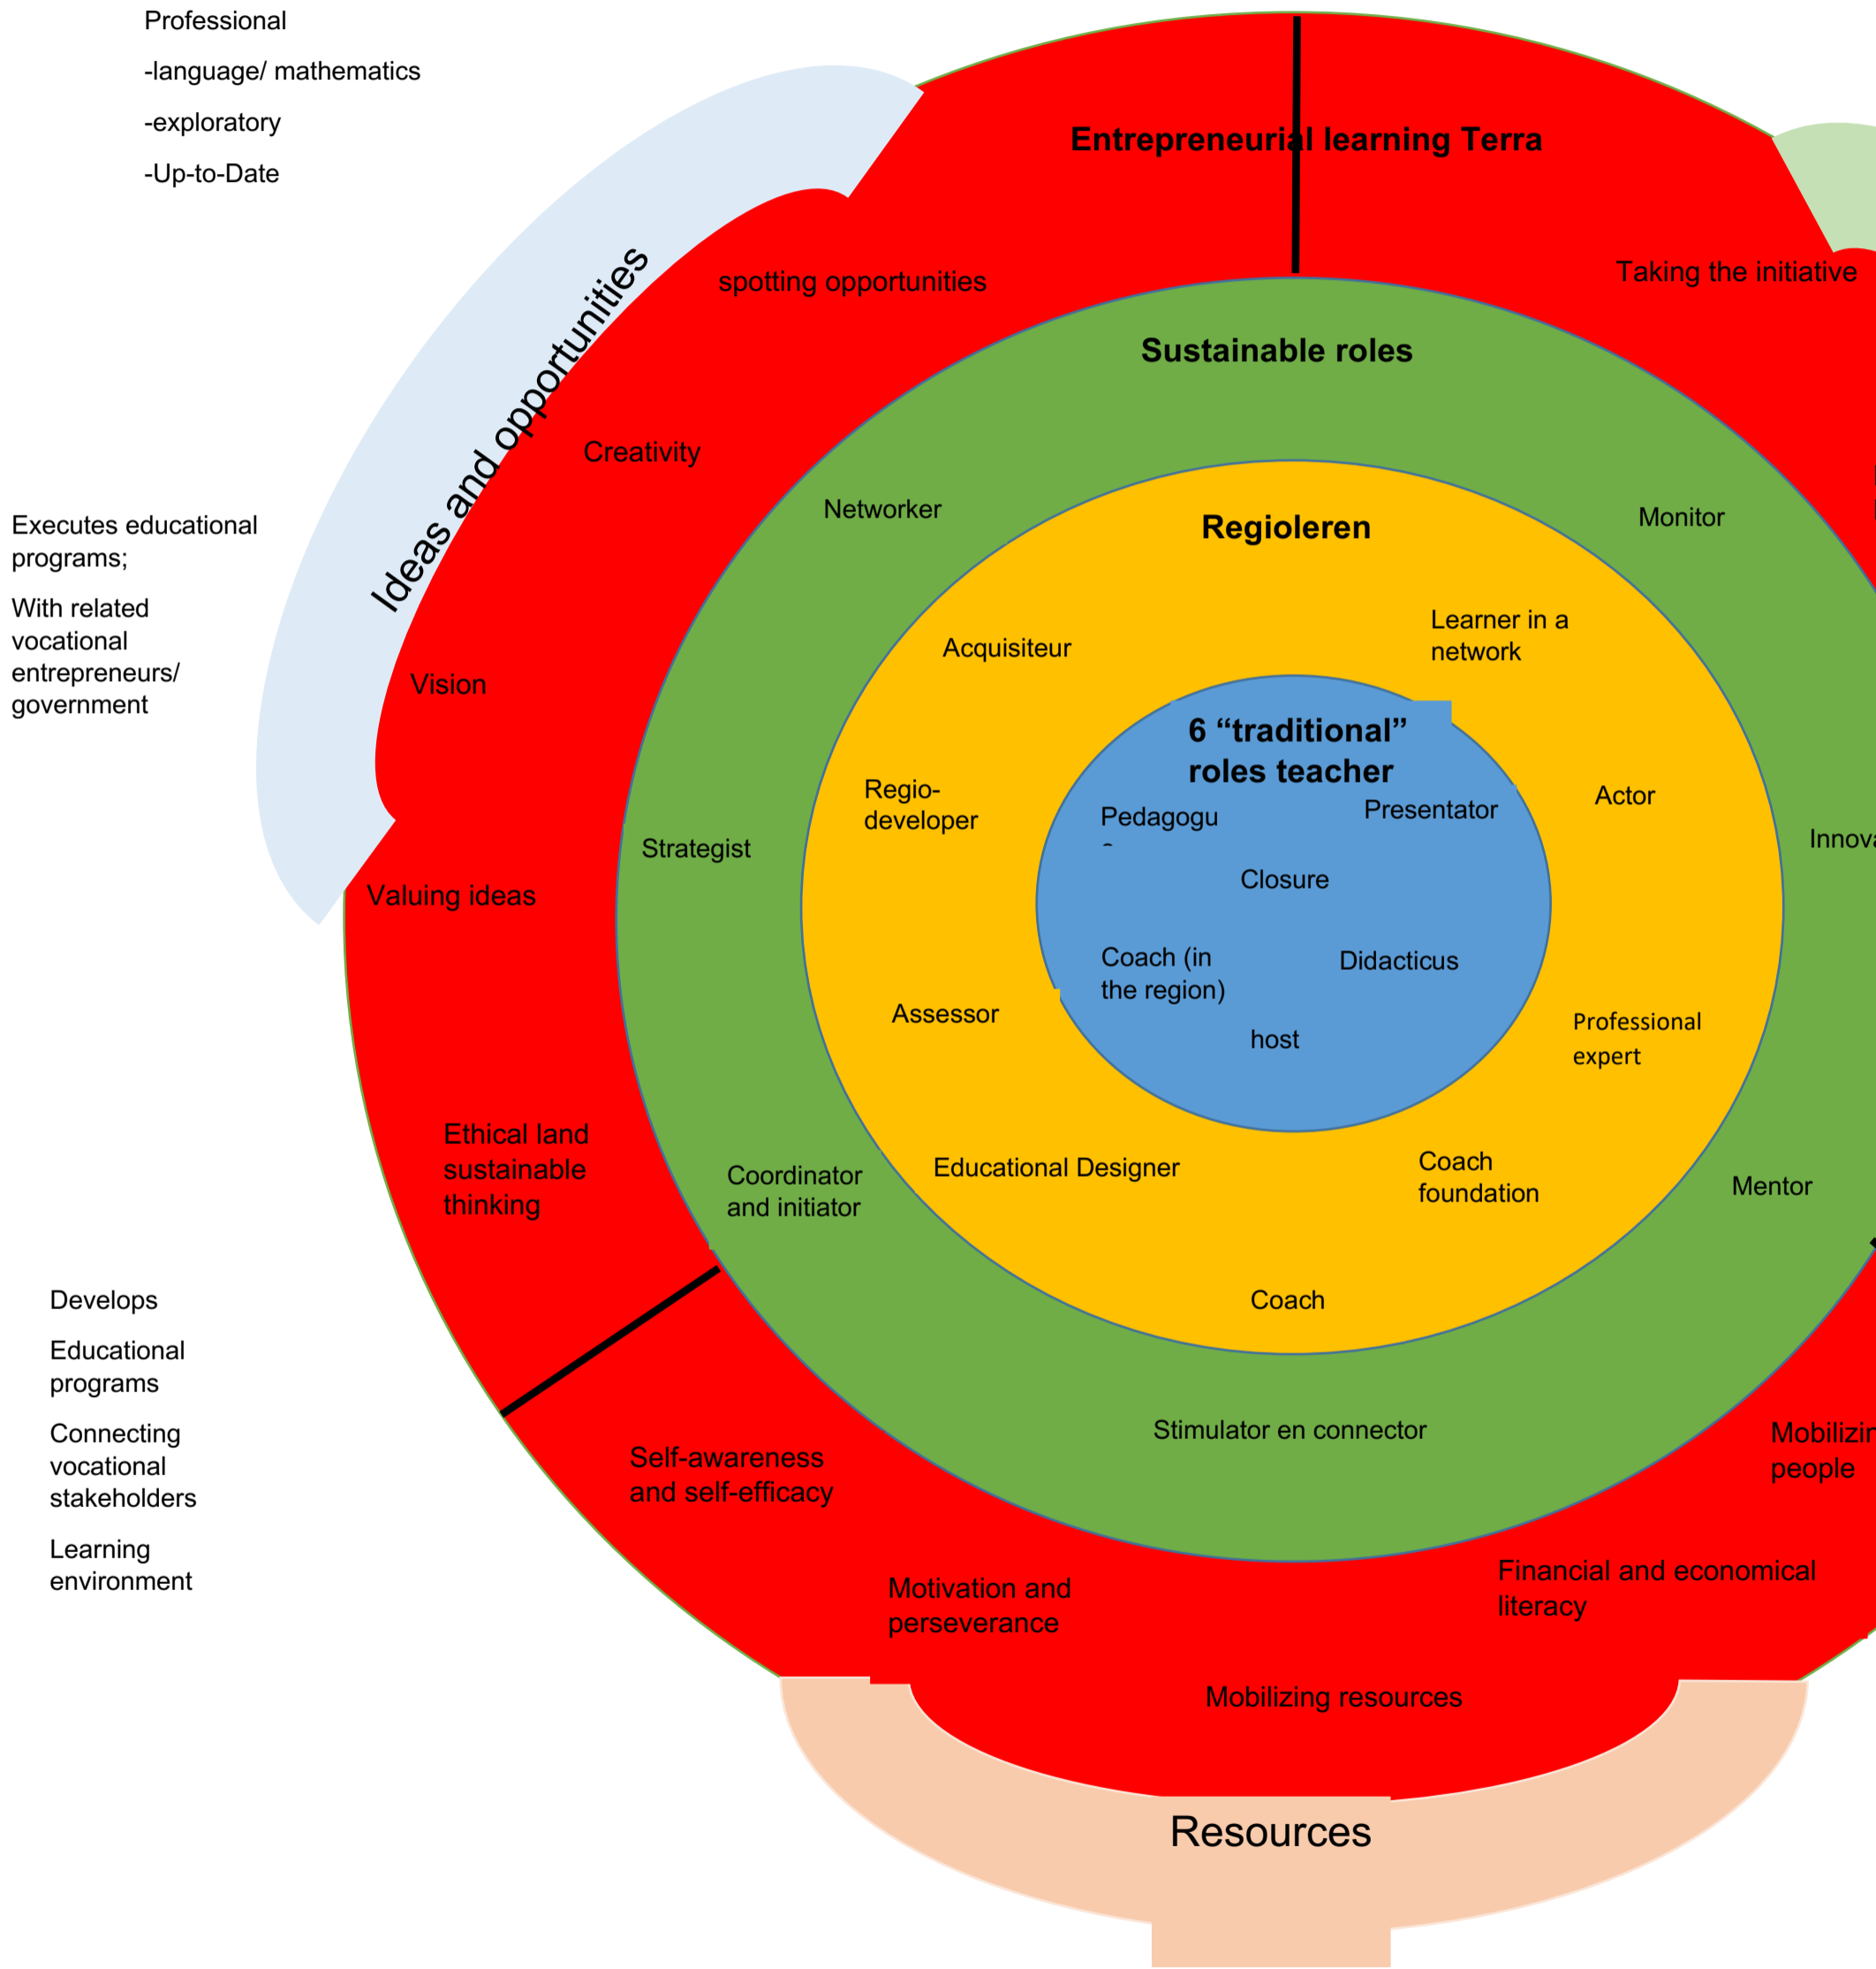 Professional
-language/ mathematics
-exploratory
-Up-to-Date
Executes educational
programs;
With related
vocational
entrepreneurs/
government
Develops
Educational
programs
Connecting
vocational
stakeholders
Learning
environment
Ideas and opportunities
Entrepreneurial learning Terra
spotting opportunities
Taking the initiative
Creativity
Vision
Valuing ideas
Ethical land
sustainable
thinking
Self-awareness
and self-efficacy
Motivation and
perseverance
Mobilizing resources
Financial and economical
literacy
people
Sustainable roles
Networker
Monitor
Strategist
Coordinator
and initiator
Mentor
Stimulator en connector
Regioleren
Acquisiteur
Learner in a
network
Regio-
developer
Actor
Assessor
Professional
expert
Educational Designer
Coach
foundation
Coach
6 “traditional”
roles teacher
Pedagogu
Presentator
Closure
Coach (in
the region)
Didacticus
host
Resources